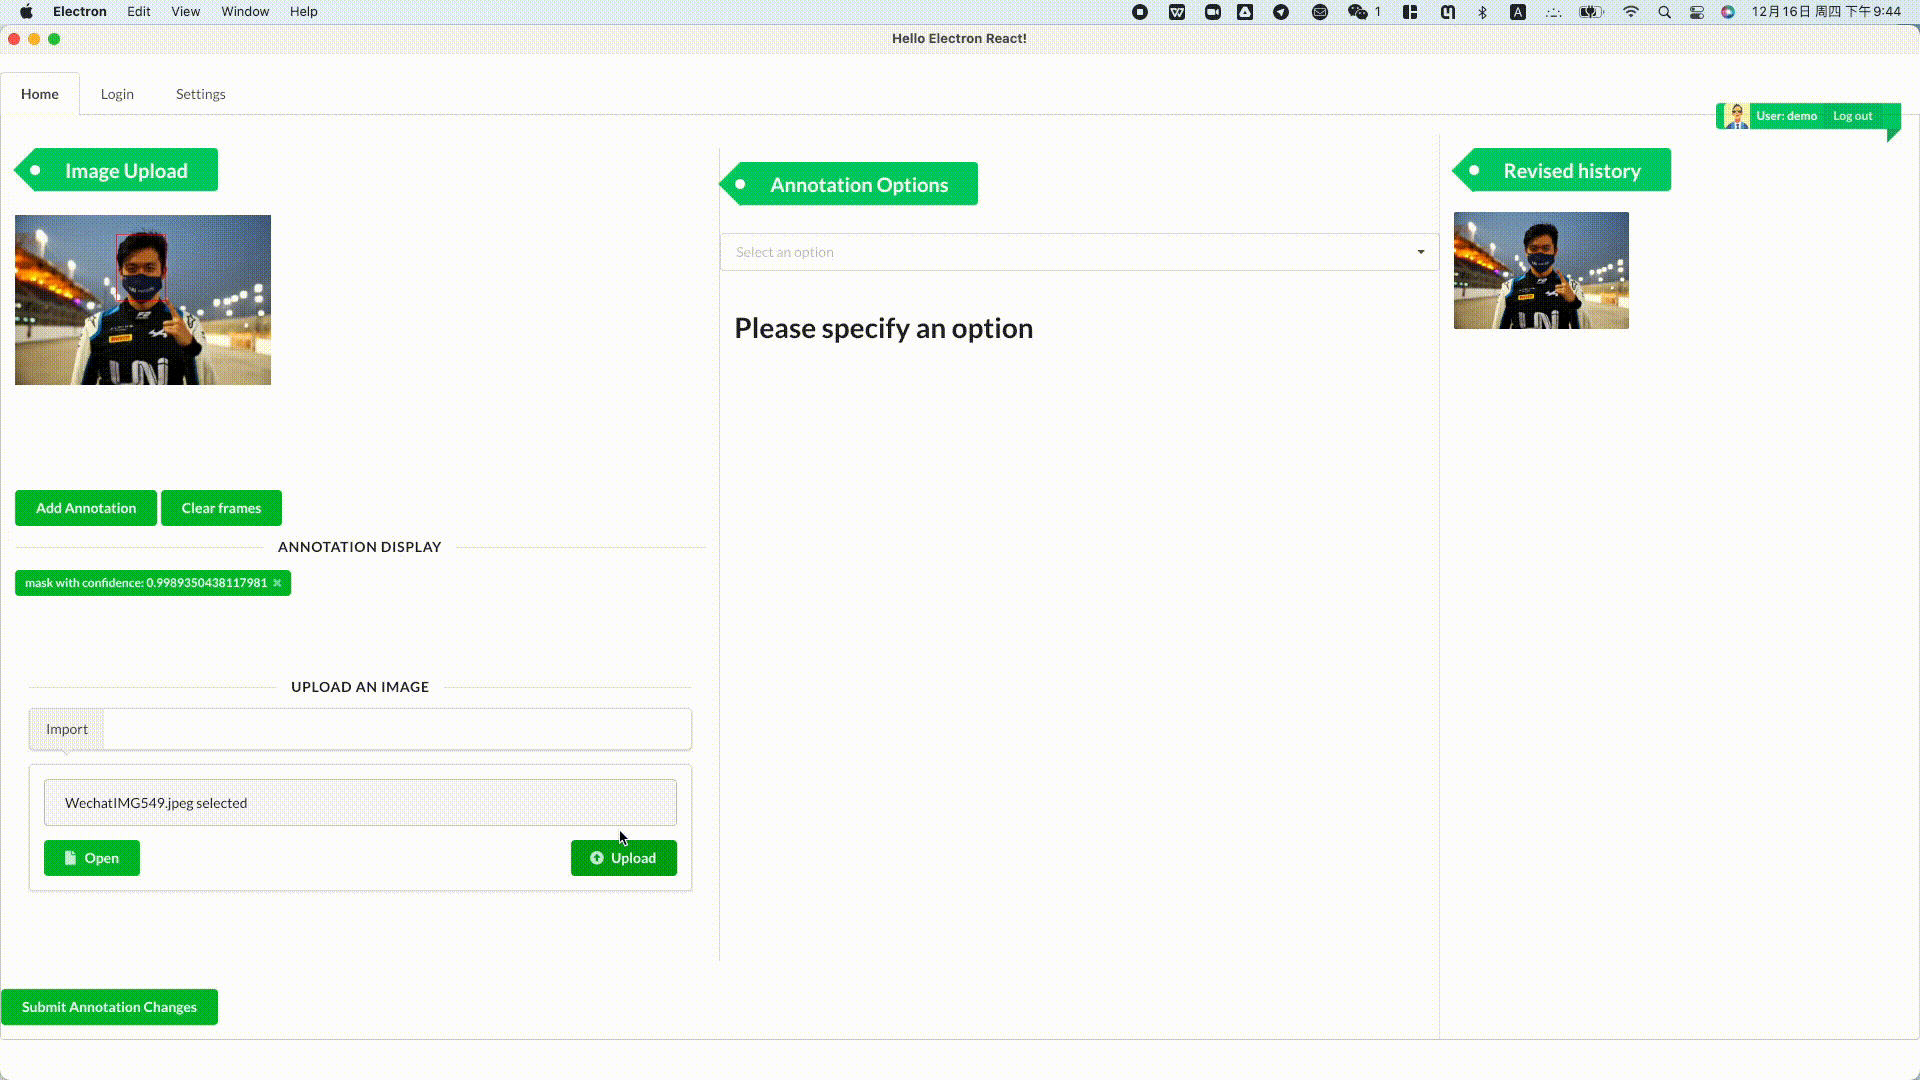 Electron Edit View Window Help
1 A 12月16日 周四 下午9:44
Hello Electron React!
Home Login Settings
User: demo Log out
Image Upload
Annotation Options
Revised history
Select an option
Please specify an option
Add Annotation Clear frames
ANNOTATION DISPLAY
mask with confidence: 0.9989350438117981
UPLOAD AN IMAGE
Import
WechatIMG549.jpeg selected
Open Upload
Submit Annotation Changes